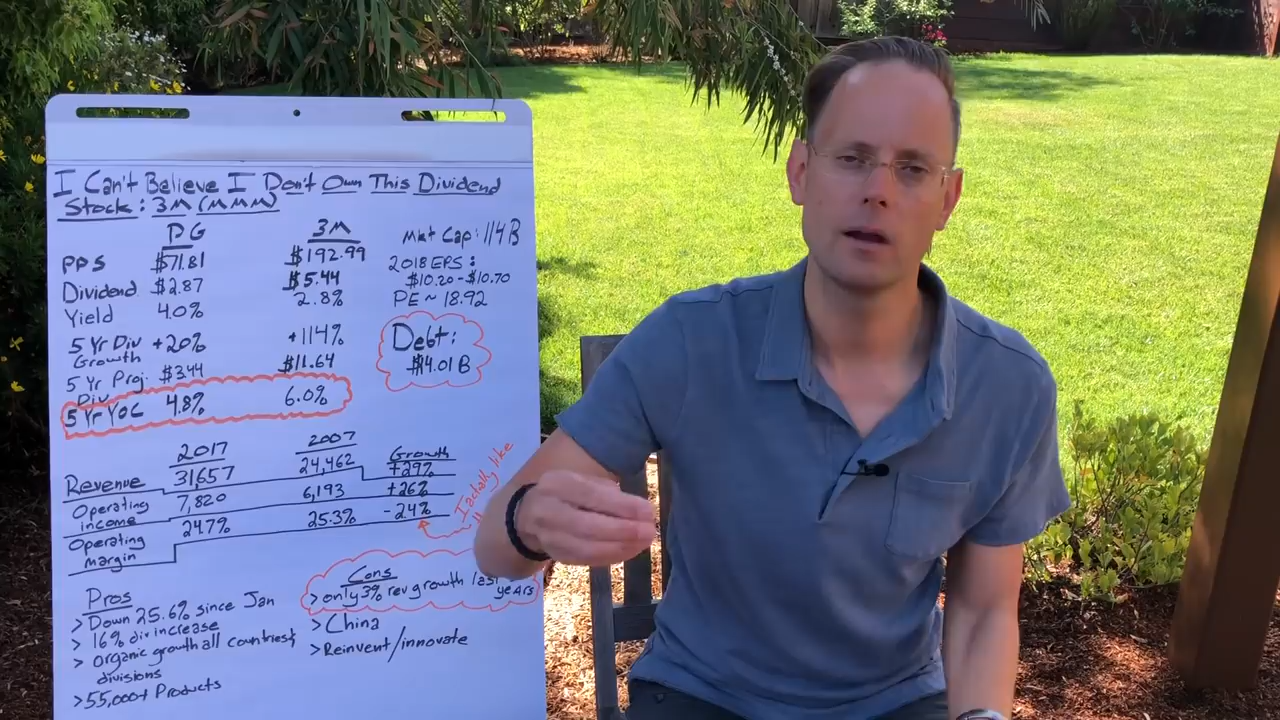 I Can't Believe I Don't Own This Dividend
Stock: 3M (MMM)
PG 3M
PPS $71.81 $192.99
Dividend $2.87 $5.44
Yield 4.0% 2.8%
5 Yr Div Growth +20% +114%
5 Yr Proj. Div $3.44 $11.64
5 Yr YOC 4.8% 6.0%
Mkt Cap: 114B
2018 EPS:
$10.20-$10.70
PE ~ 18.92
Debt:
$14.01B
2017 2007 Growth
Revenue 31,657 24,462 +29%
Operating income 7,820 6,193 +26%
Operating margin 24.7% 25.3% -24%
I actually like
Pros
> Down 25.6% since Jan
> 16% div increase
> Organic growth all countries &
divisions
> 55,000+ Products
Cons
> only 3% rev growth last
years
> China
> Reinvent/innovate